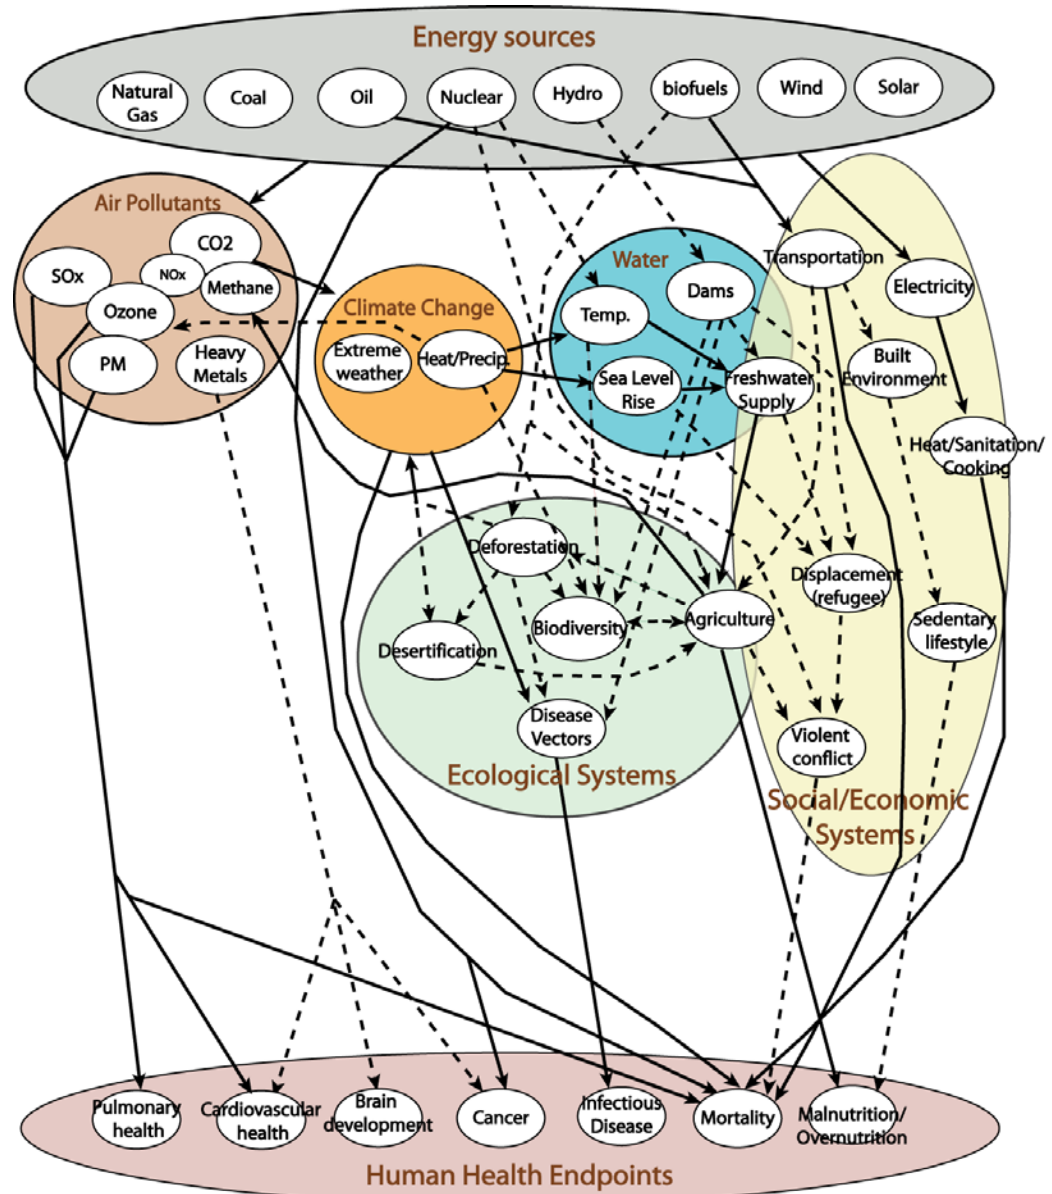 Energy sources
Natural
Gas
Coal
Oil
Nuclear
Hydro
biofuels
Wind
Solar
Air Pollutants
CO2
SOx
NOx
Methane
Ozone
PM
Heavy
Metals
Climate Change
Extreme
weather
Heat/Precip.
Water
Dams
Temp.
Sea Level
Rise
Freshwater
Supply
Transportation
Electricity
Built
Environment
Heat/Sanitation/
Cooking
Displacement
(refugee)
Sedentary
lifestyle
Violent
conflict
Social/Economic
Systems
Deforestation
Biodiversity
Agriculture
Desertification
Disease
Vectors
Ecological Systems
Pulmonary
health
Cardiovascular
health
Brain
development
Cancer
Infectious
Disease
Mortality
Malnutrition/
Overnutrition
Human Health Endpoints